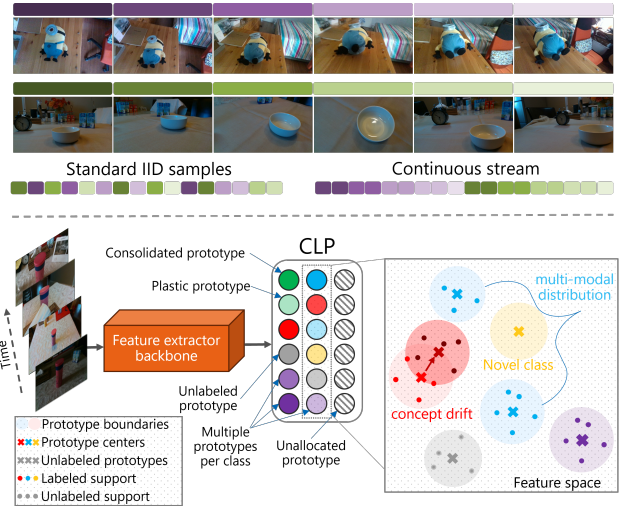 Standard IID samples
Continuous stream
CLP
Consolidated prototype
Plastic prototype
Feature extractor
backbone
Time
Unlabeled
prototype
Multiple
prototypes
per class
Unallocated
prototype
multi-modal
distribution
Novel class
concept drift
Feature space
Prototype boundaries
Prototype centers
Unlabeled prototypes
Labeled support
Unlabeled support